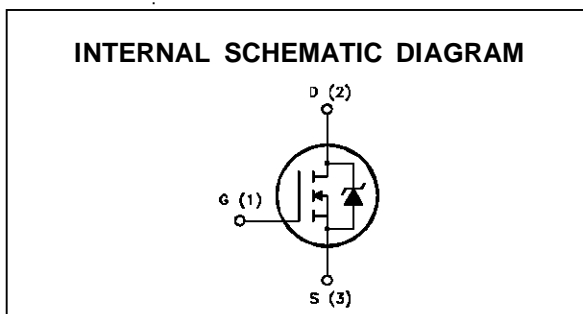 INTERNAL SCHEMATIC DIAGRAM
D (2)
G (1)
S (3)